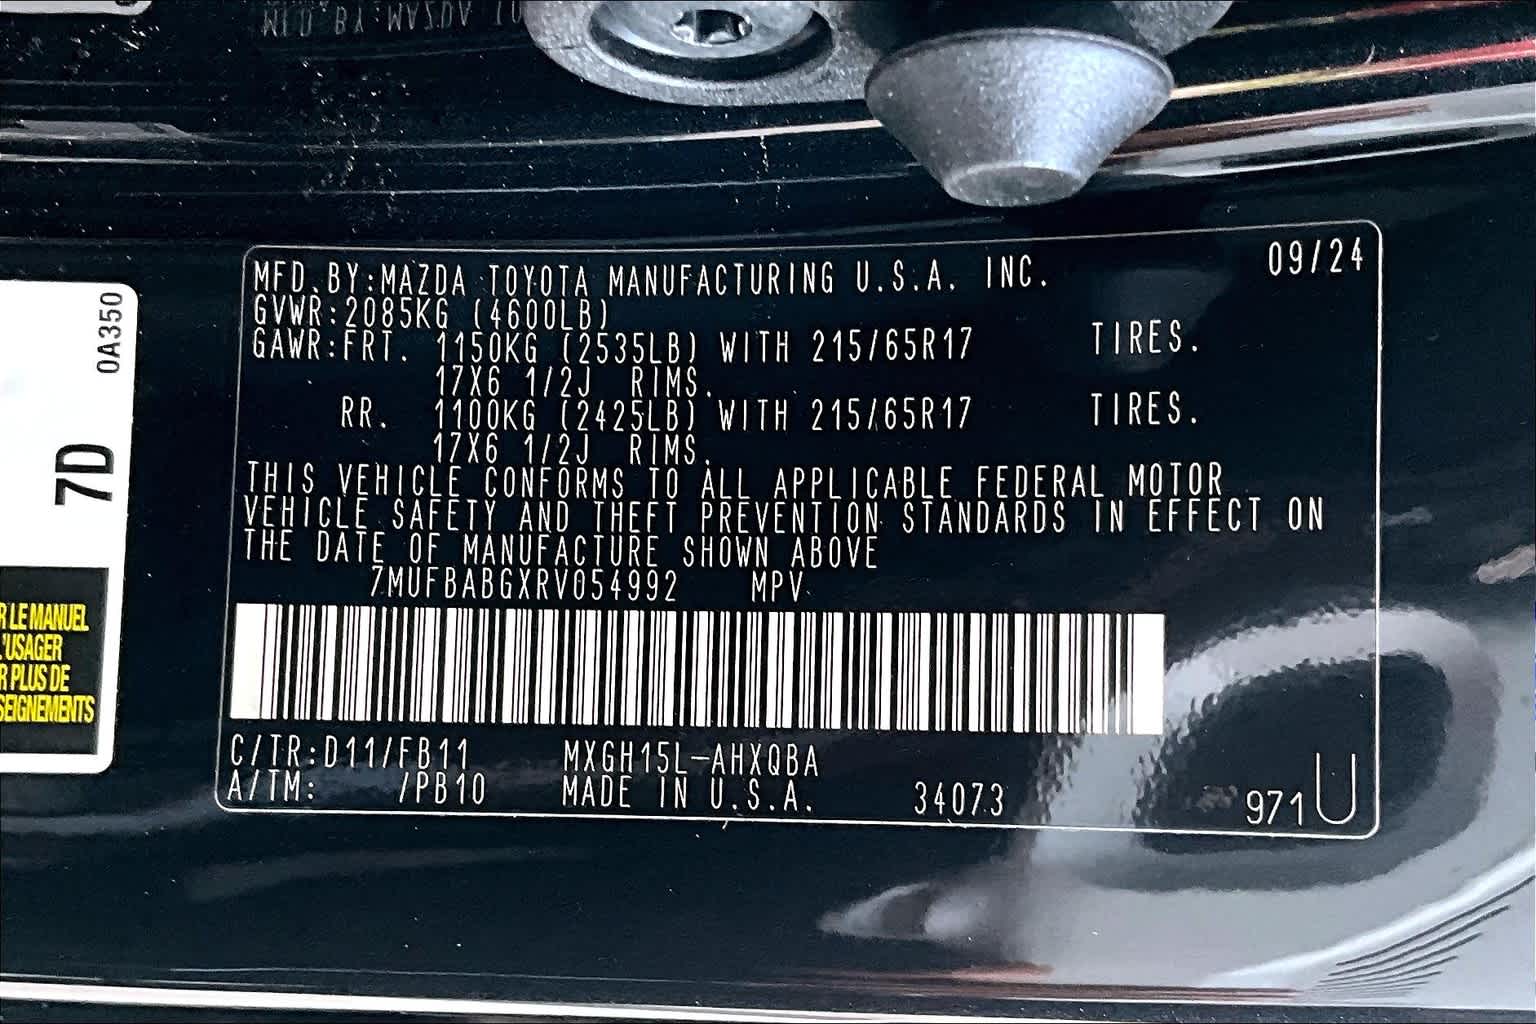 MFD.BY:MAZDA TOYOTA MANUFACTURING U.S.A. INC. 09/24
GVWR:2085KG (4600LB)
GAWR:FRT. 1150KG (2535LB) WITH 215/65R17 TIRES.
17X6 1/2J RIMS.
RR. 1100KG (2425LB) WITH 215/65R17 TIRES.
17X6 1/2J RIMS.
THIS VEHICLE CONFORMS TO ALL APPLICABLE FEDERAL MOTOR
VEHICLE SAFETY AND THEFT PREVENTION STANDARDS IN EFFECT ON
THE DATE OF MANUFACTURE SHOWN ABOVE
7MUFBABGXRV054992 MPV
C/TR:D11/FB11 MXGH15L-AHXQBA
A/TM: /PB10 MADE IN U.S.A. 34073 971U
0A350
7D
R LE MANUEL
L'USAGER
R PLUS DE
SEIGNEMENTS